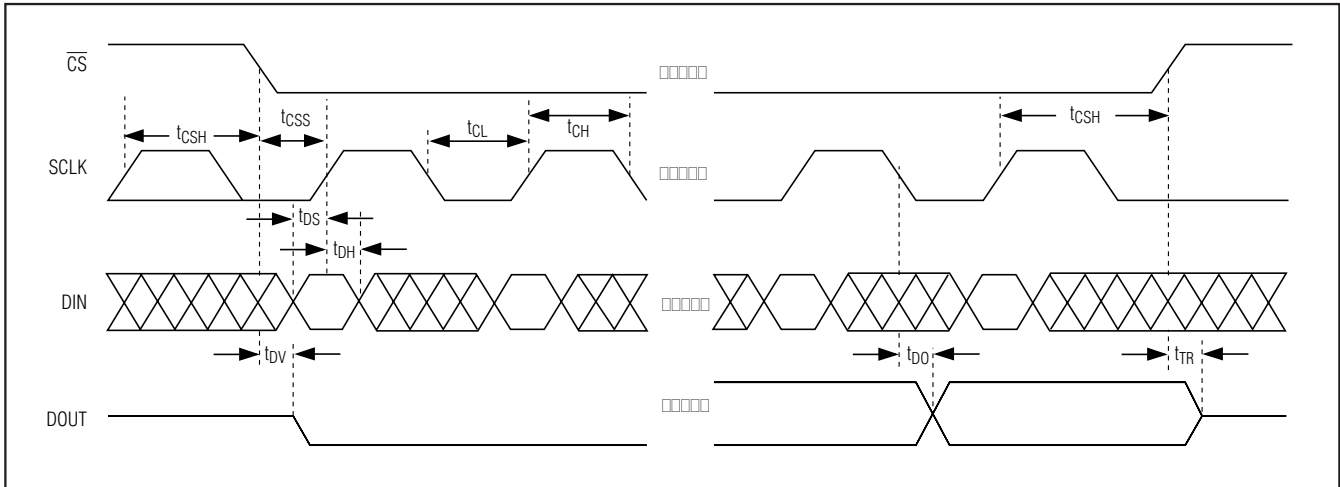 CS
tCSH
tCSS
tCL
tCH
tCSH
SCLK
tDS
tDH
DIN
tDV
tDO
tTR
DOUT